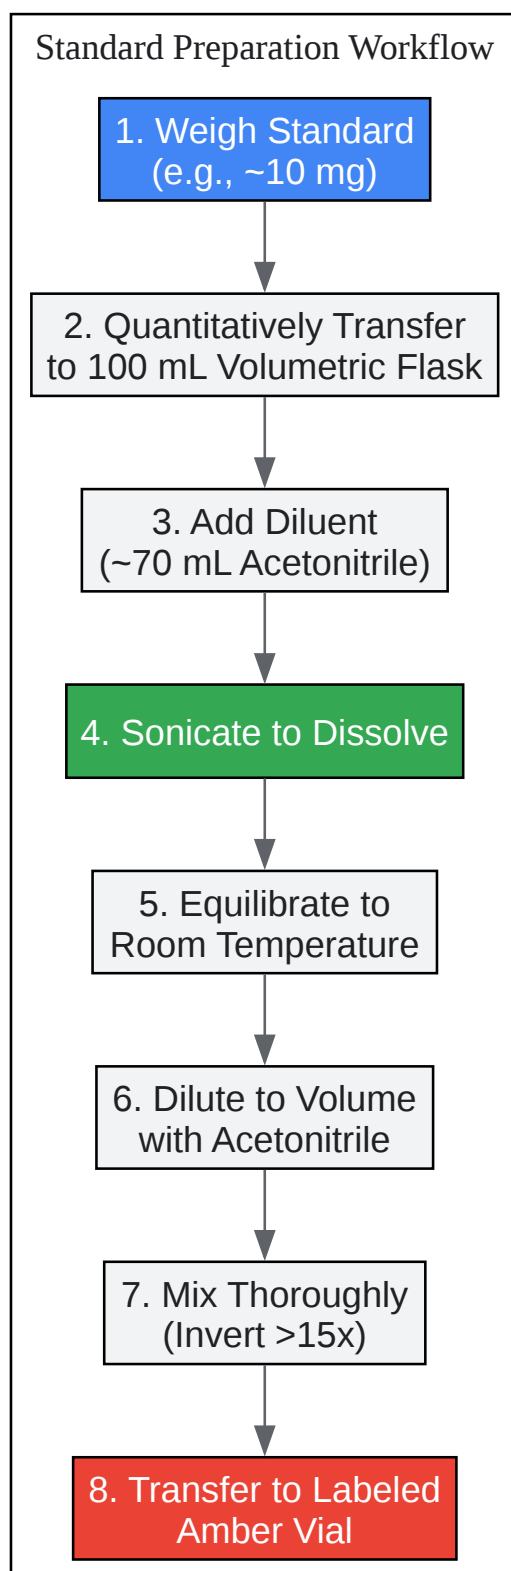 Standard Preparation Workflow
1. Weigh Standard
(e.g., ~10 mg)
2. Quantitatively Transfer
to 100 mL Volumetric Flask
3. Add Diluent
(~70 mL Acetonitrile)
4. Sonicate to Dissolve
5. Equilibrate to
Room Temperature
6. Dilute to Volume
with Acetonitrile
7. Mix Thoroughly
(Invert >15x)
8. Transfer to Labeled
Amber Vial